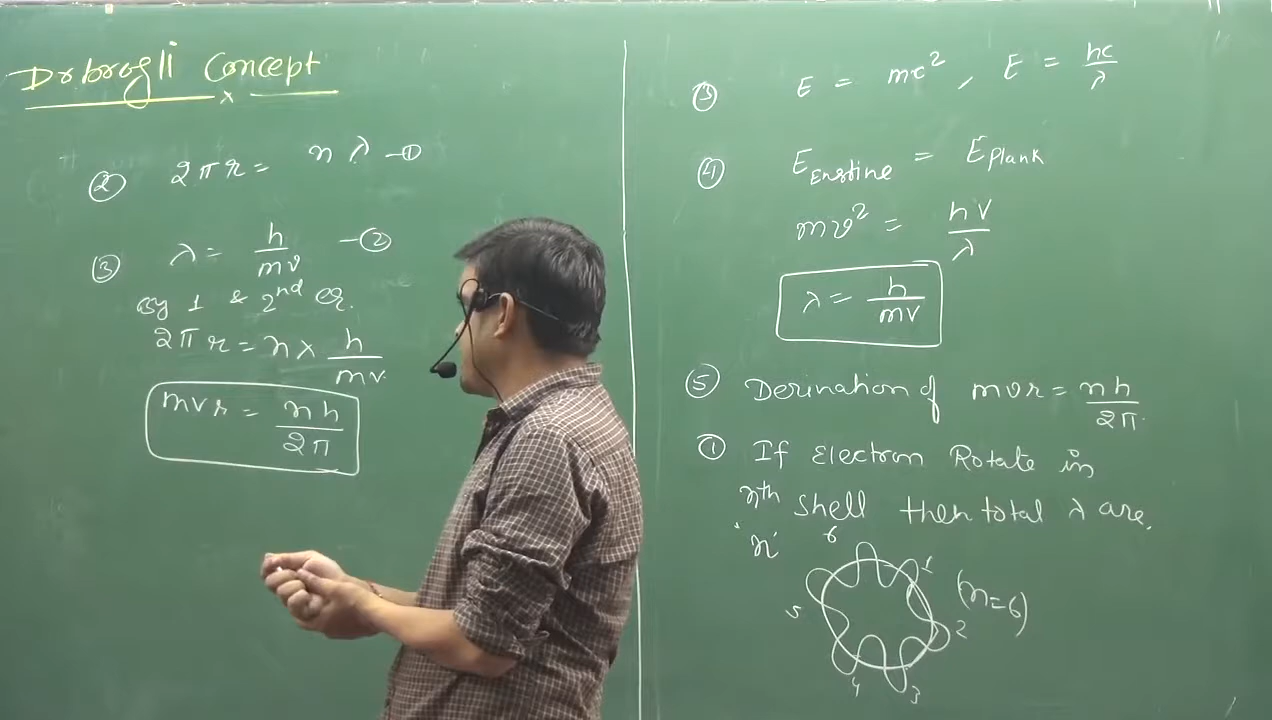 Drbrogli Concept
② 2πr = nλ —①
③ λ = h/mv —②
By 1 & 2nd eq.
2πr = n × h/mv
mvr = nh/2π
③ E = mc², E = hc/λ
④ E Enstine = E Plank
mv² = hv/λ
λ = h/mv
⑤ Derination of mvr = nh/2π.
① If Electron Rotate in
nth shell then total λ are.
'n'
6
1
5
(n=6)
2
4
3